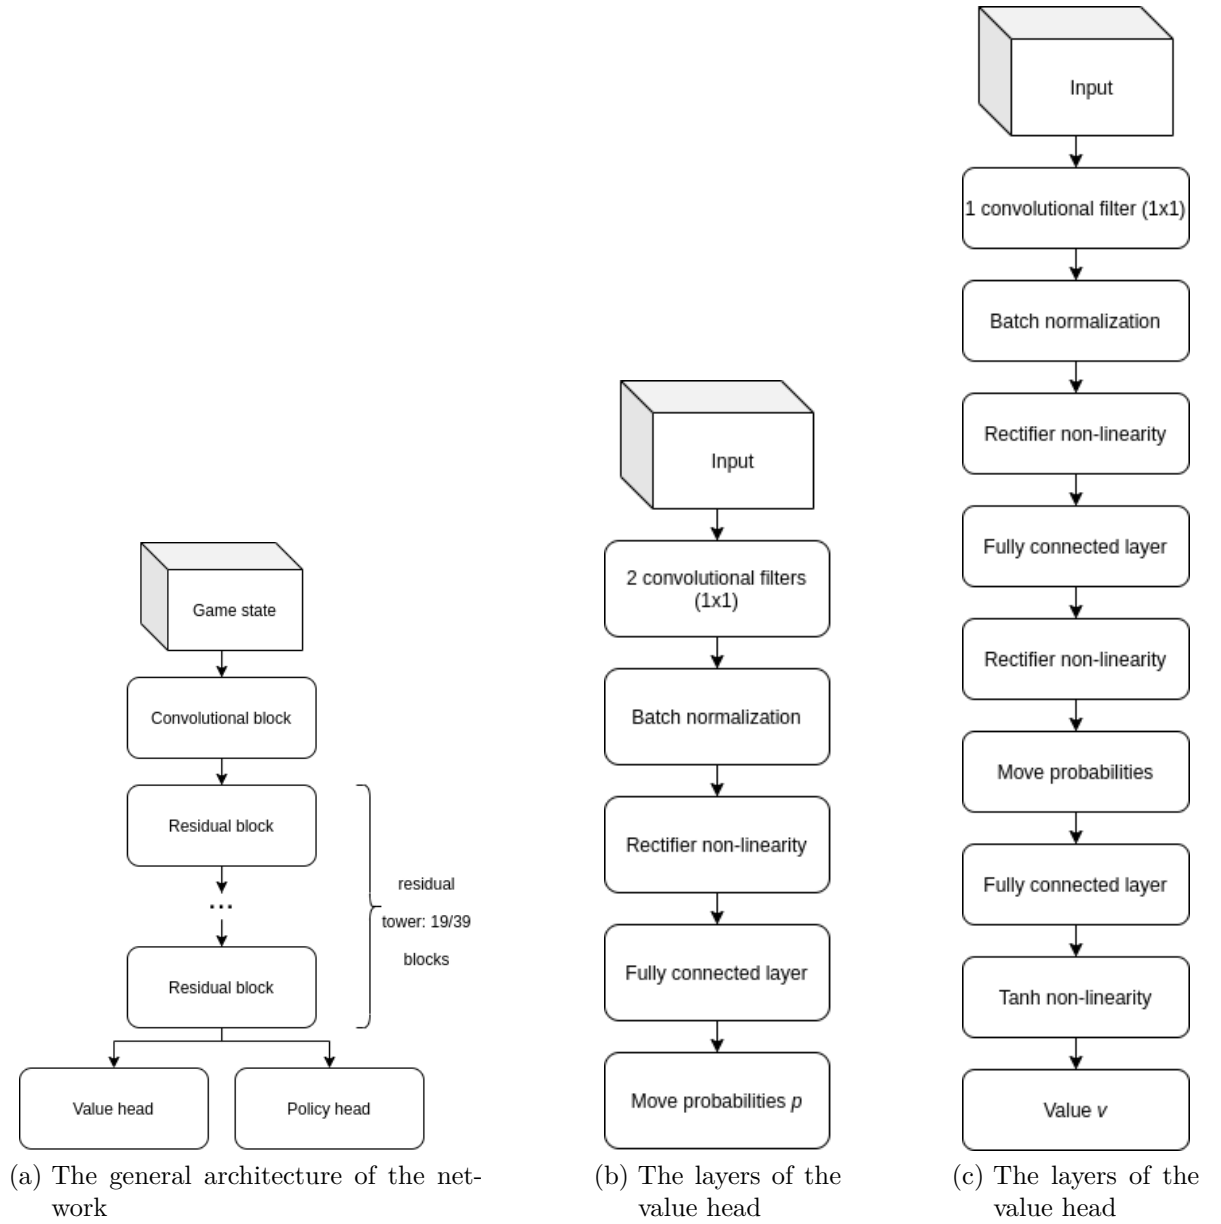 Game state
Convolutional block
Residual block
...
Residual block
residual
tower: 19/39
blocks
Value head
Policy head
(a) The general architecture of the net-
work
Input
2 convolutional filters
(1x1)
Batch normalization
Rectifier non-linearity
Fully connected layer
Move probabilities p
(b) The layers of the
value head
Input
1 convolutional filter (1x1)
Batch normalization
Rectifier non-linearity
Fully connected layer
Rectifier non-linearity
Move probabilities
Fully connected layer
Tanh non-linearity
Value v
(c) The layers of the
value head